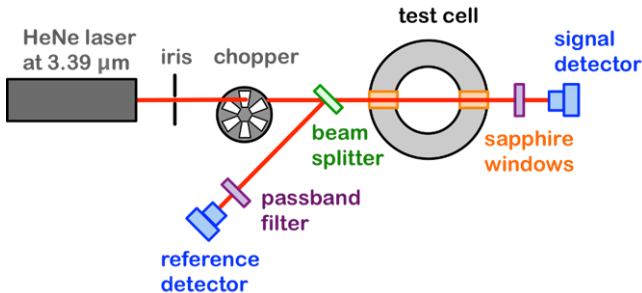 test cell
HeNe laser
at 3.39 µm
iris
chopper
signal
detector
beam
splitter
sapphire
windows
passband
filter
reference
detector